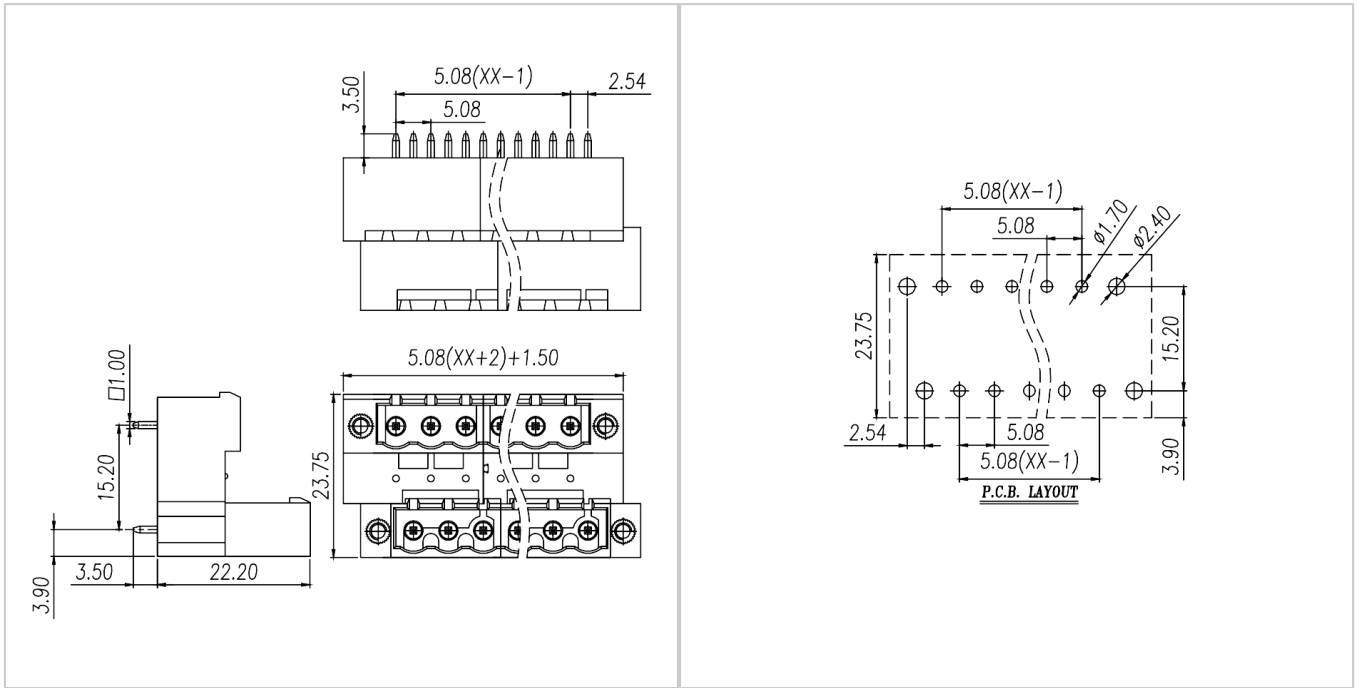 5.08(XX-1)
2.54
3.50
5.08
5.08(XX+2)+1.50
□1.00
15.20
23.75
3.50
22.20
3.90
5.08(XX-1)
5.08
ø1.70
ø2.40
23.75
15.20
2.54
5.08
5.08(XX-1)
3.90
P.C.B. LAYOUT